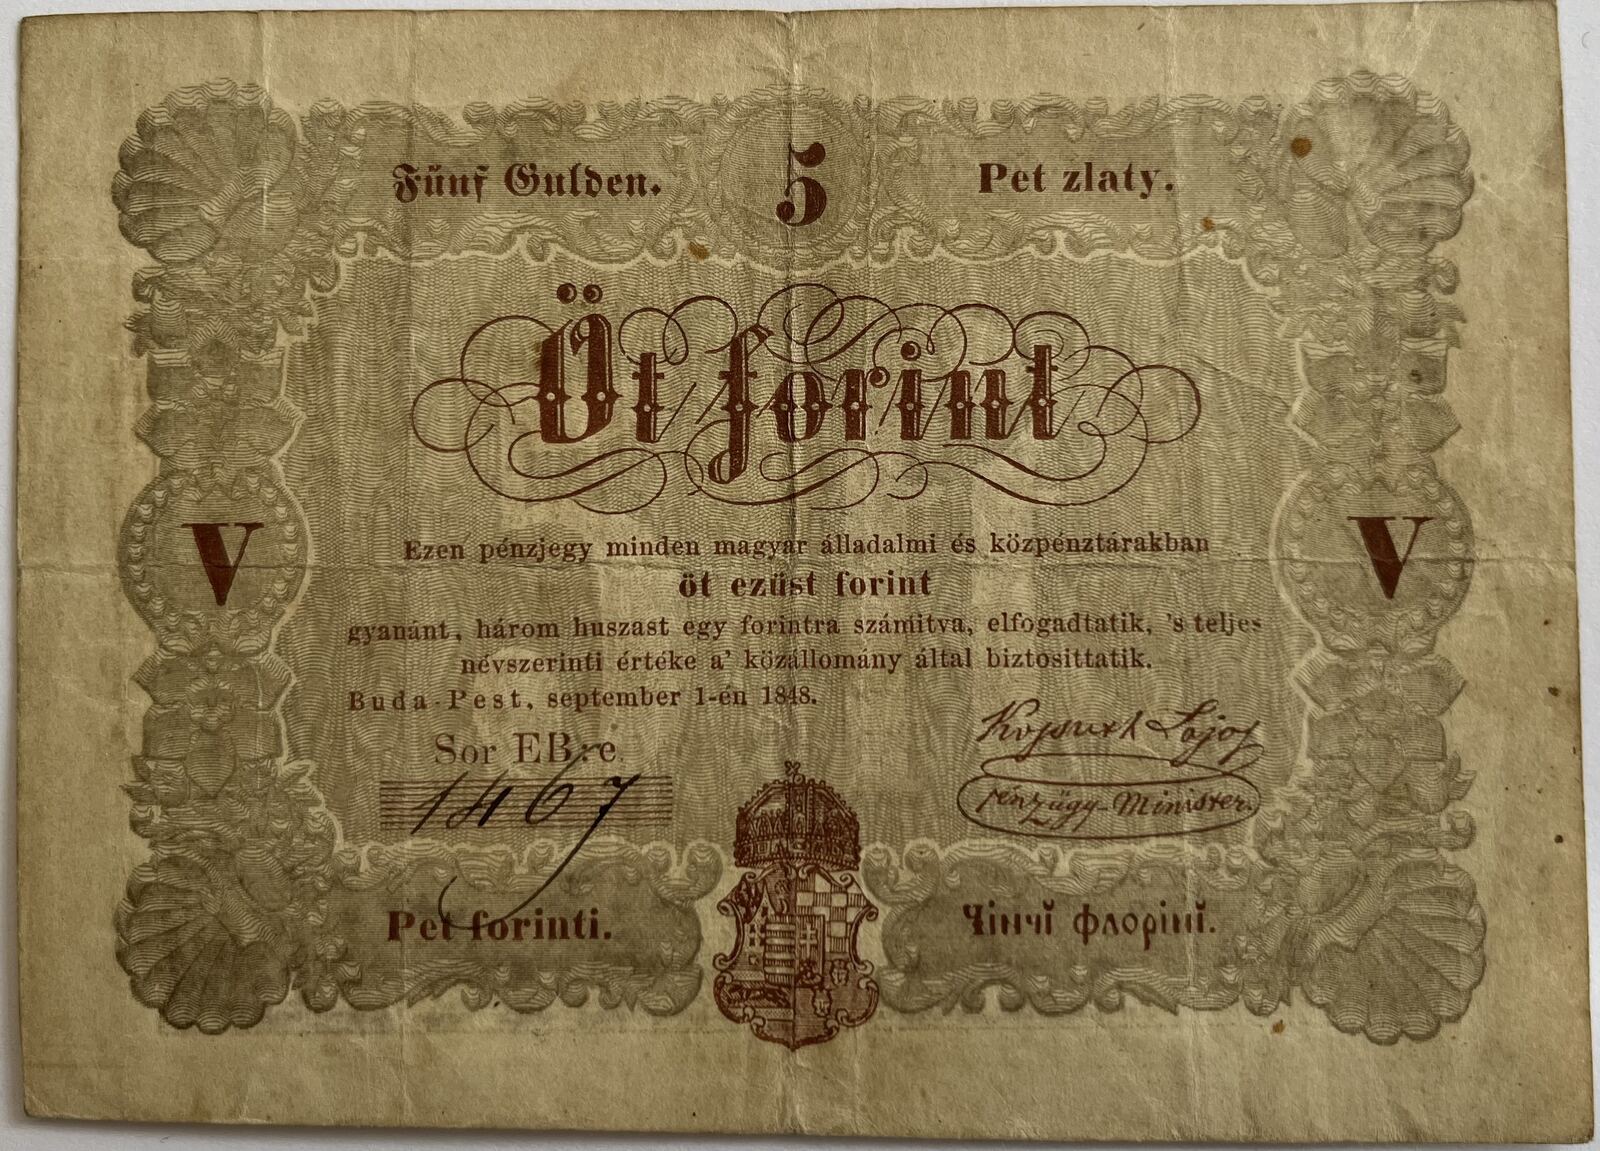 Fünf Gulden.
5
Pet zlaty.
Öt forint
V
V
Ezen pénzjegy minden magyar álladalmi és közpénztárakban
öt ezüst forint
gyanánt, három huszast egy forintra számitva, elfogadtatik, 's teljes
névszerinti értéke a' közállomány által biztosittatik.
Buda-Pest, september 1-én 1848.
Sor EB:e
1467
Kossuth Lajos
pénzügy-Minister.
Pet forinti.
Чінчї флоріні.